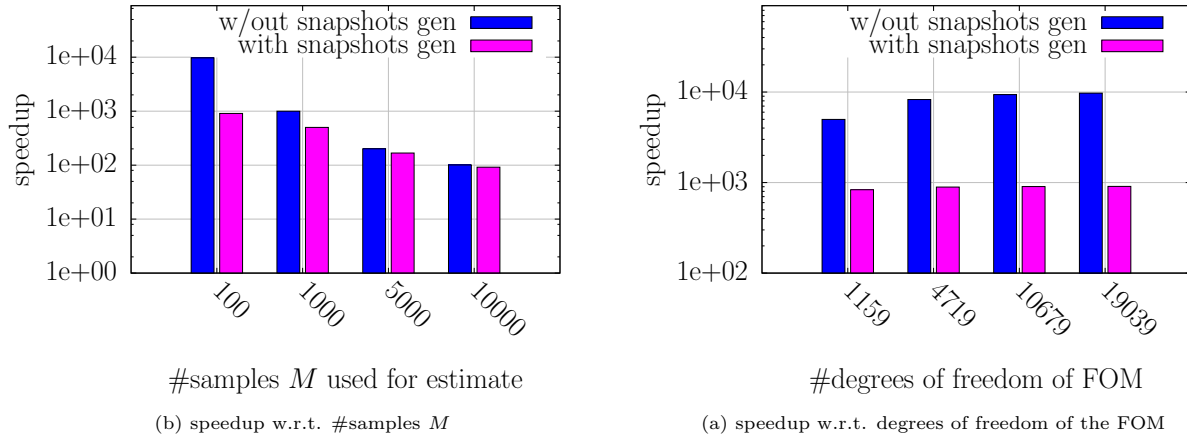 w/out snapshots gen
with snapshots gen
1e+04
1e+03
1e+02
1e+01
1e+00
speedup
100
1000
5000
10000
#samples M used for estimate
(b) speedup w.r.t. #samples M
w/out snapshots gen
with snapshots gen
1e+04
1e+03
1e+02
speedup
1159
4719
10679
19039
#degrees of freedom of FOM
(a) speedup w.r.t. degrees of freedom of the FOM